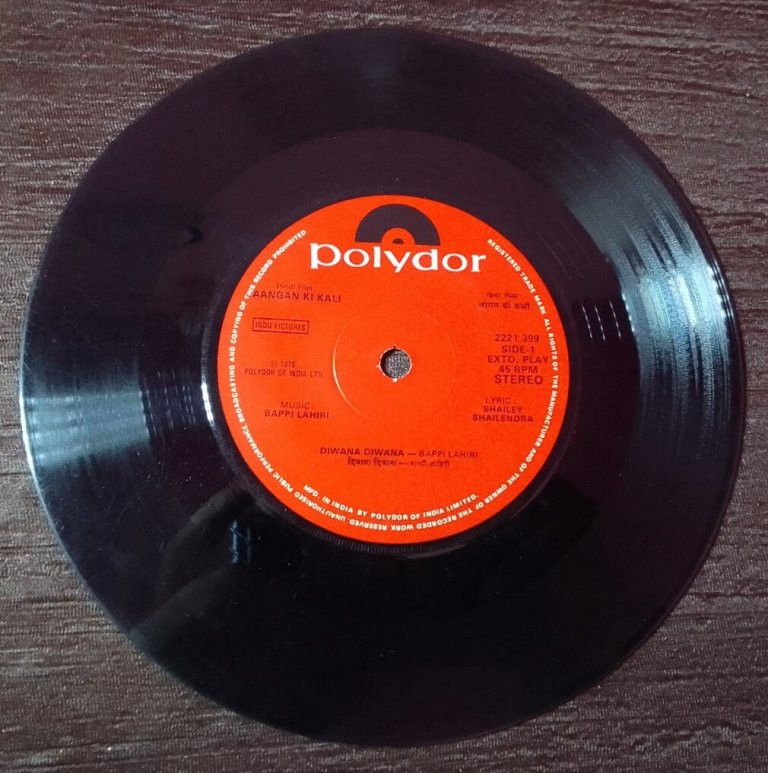 polydor
Hindi Film
AANGAN KI KALI
हिन्दी फिल्म
आंगन की कली
INDU PICTURES
2221 399
SIDE-1
EXTD. PLAY
45 RPM
STEREO
POLYDOR OF INDIA LTD
MUSIC :
BAPPI LAHIRI
LYRIC :
SHAILEY
SHAILENDRA
DIWANA DIWANA — BAPPI LAHIRI
दिवाना दिवाना — बाप्पी लाहिरी
REGISTERED TRADE MARK ALL RIGHTS OF THE MANUFACTURER AND OF THE OWNER OF THE RECORDED WORK RESERVED. UNAUTHORISED PUBLIC PERFORMANCE, BROADCASTING AND COPYING OF THIS RECORD PROHIBITED
MFD. IN INDIA BY POLYDOR OF INDIA LIMITED.